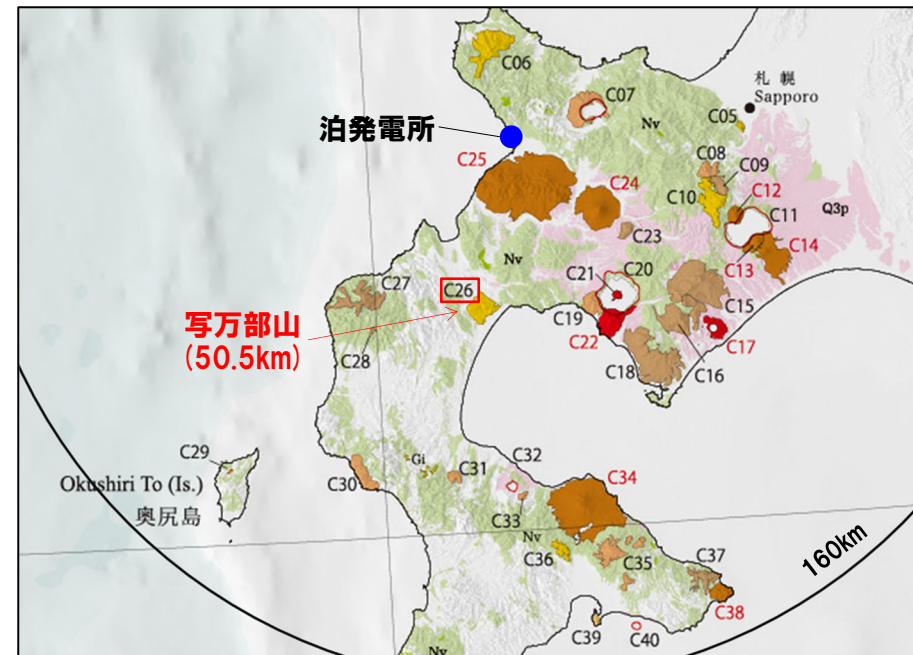 C06
C07
札幌
Sapporo
泊発電所
Nv
C05
C25
C08
C09
C24
C10
C12
C11
Q3p
C23
C14
C13
Nv
C21
C20
C27
C26
C15
C19
写万部山
(50.5km)
C22
C17
C28
C18
C16
C29
C32
Gi
C31
C34
Okushiri To (Is.)
C30
奥尻島
C33
Nv
C36
C35
C37
160km
C38
C39
C40
Nv